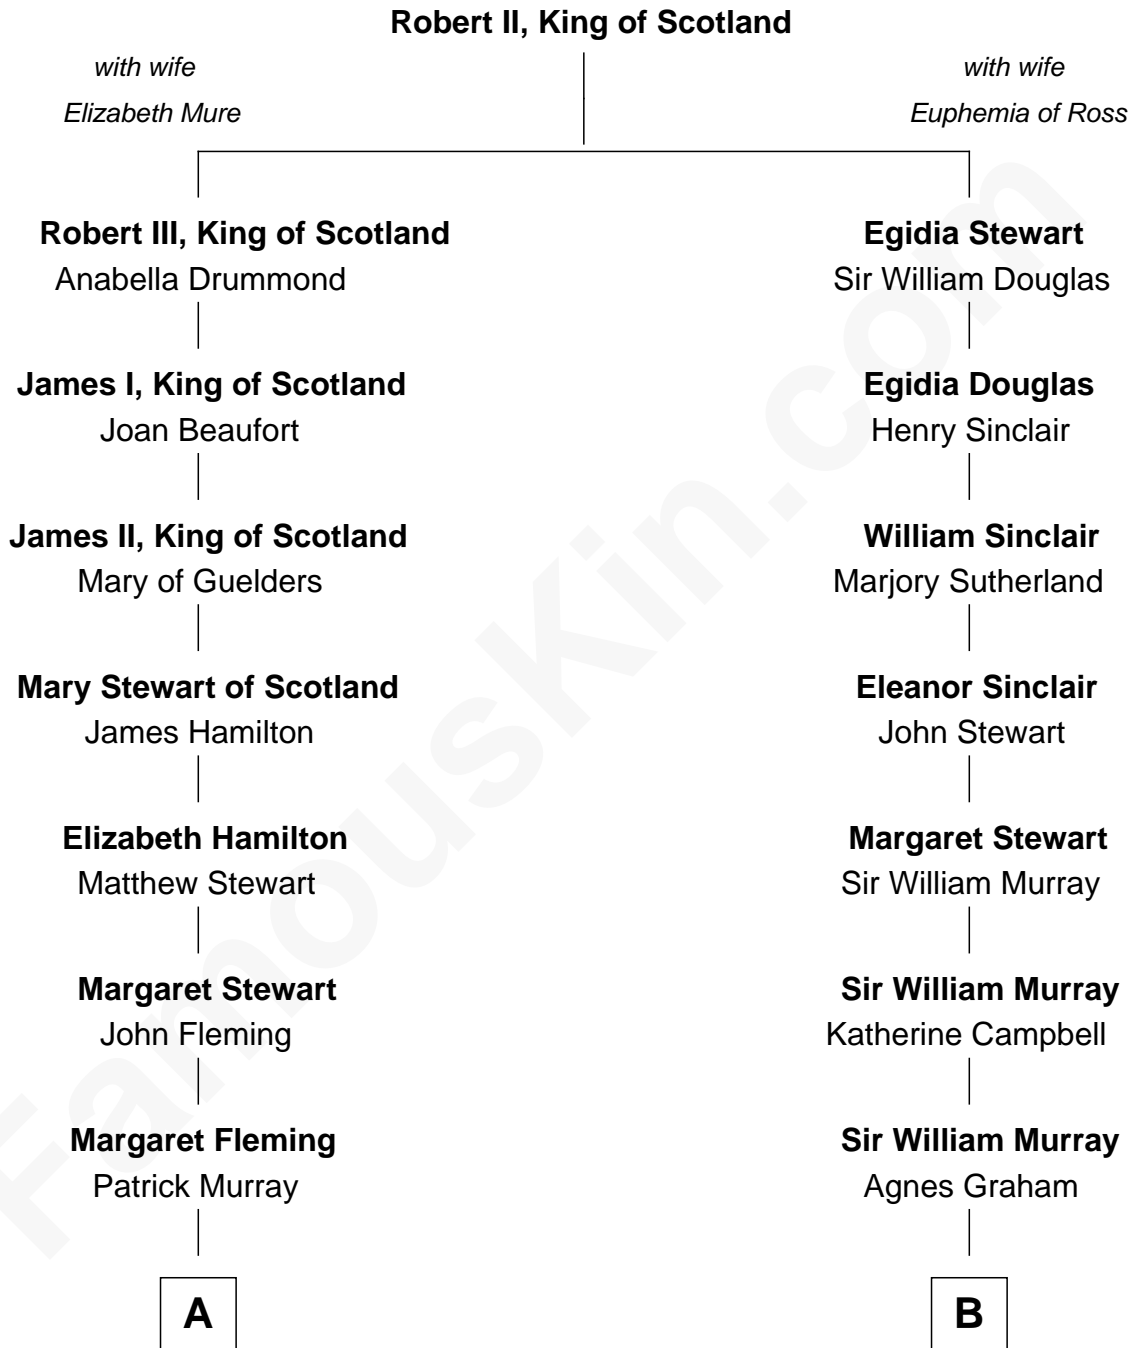 Robert II, King of Scotland
with wife
Elizabeth Mure
with wife
Euphemia of Ross
Robert III, King of Scotland
Anabella Drummond
Egidia Stewart
Sir William Douglas
James I, King of Scotland
Joan Beaufort
Egidia Douglas
Henry Sinclair
James II, King of Scotland
Mary of Guelders
William Sinclair
Marjory Sutherland
Mary Stewart of Scotland
James Hamilton
Eleanor Sinclair
John Stewart
Elizabeth Hamilton
Matthew Stewart
Margaret Stewart
Sir William Murray
Margaret Stewart
John Fleming
Sir William Murray
Katherine Campbell
Margaret Fleming
Patrick Murray
Sir William Murray
Agnes Graham
A
B
FamousKin.com